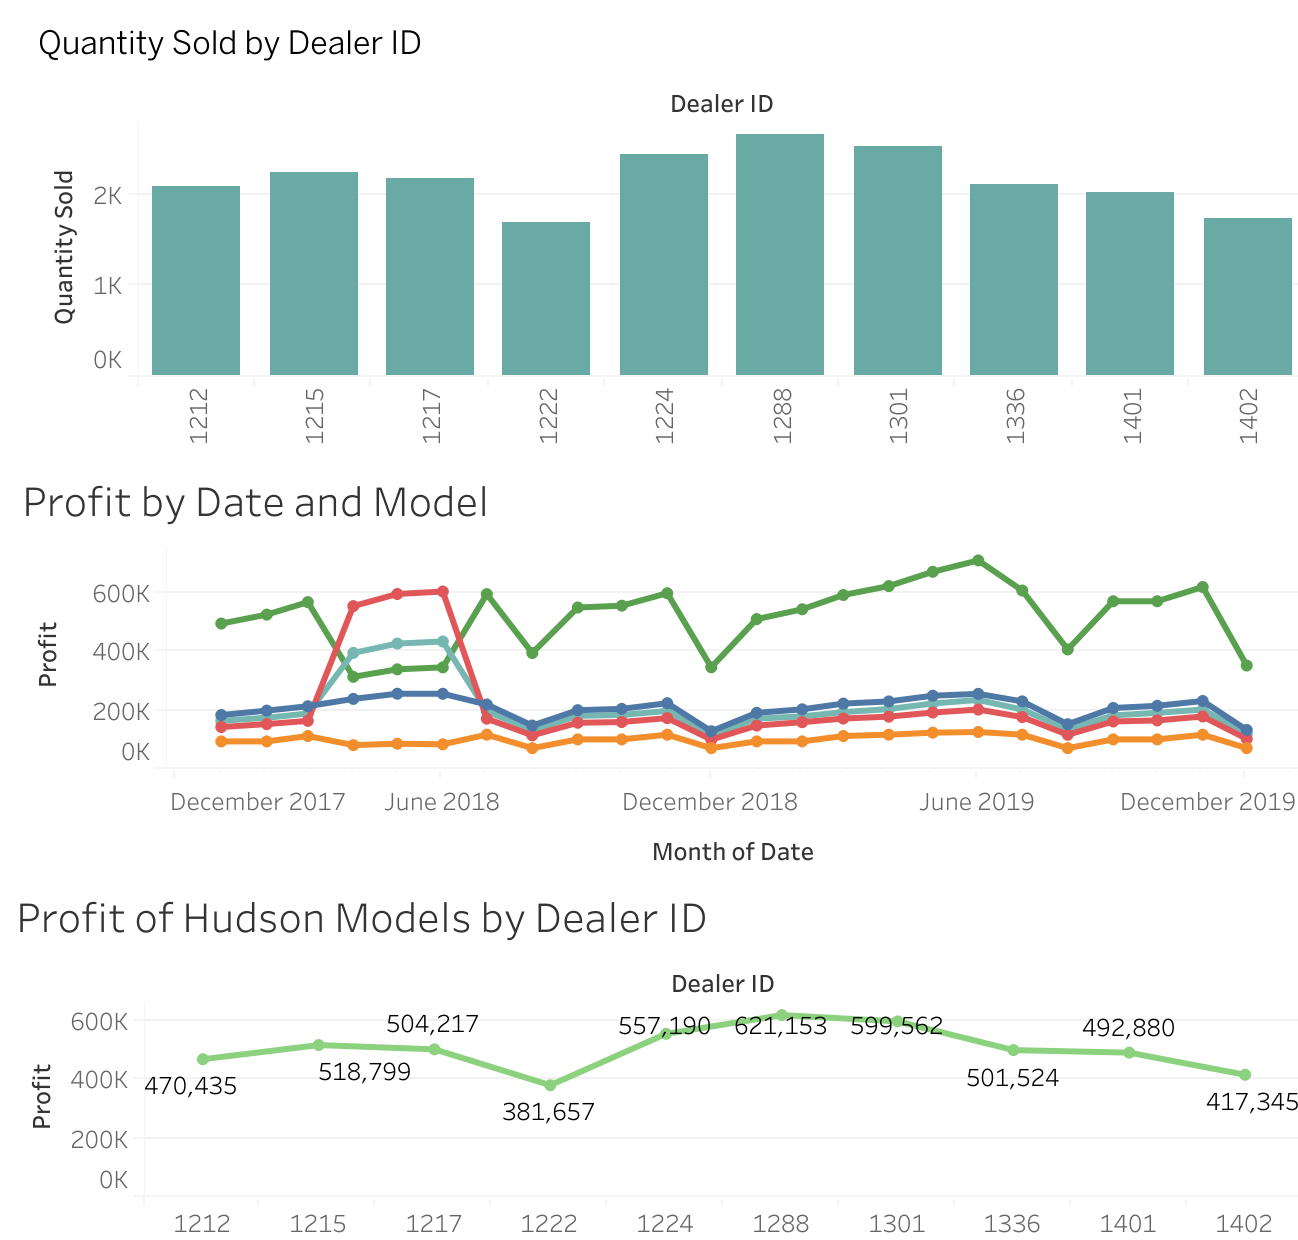 Quantity Sold by Dealer ID
Dealer ID
Quantity Sold
2K
1K
0K
1212 1215 1217 1222 1224 1288 1301 1336 1401 1402
Profit by Date and Model
Profit
600K
400K
200K
0K
December 2017 June 2018 December 2018 June 2019 December 2019
Month of Date
Profit of Hudson Models by Dealer ID
Dealer ID
Profit
600K
400K
200K
0K
470,435 518,799 504,217 381,657 557,190 621,153 599,562 501,524 492,880 417,345
1212 1215 1217 1222 1224 1288 1301 1336 1401 1402